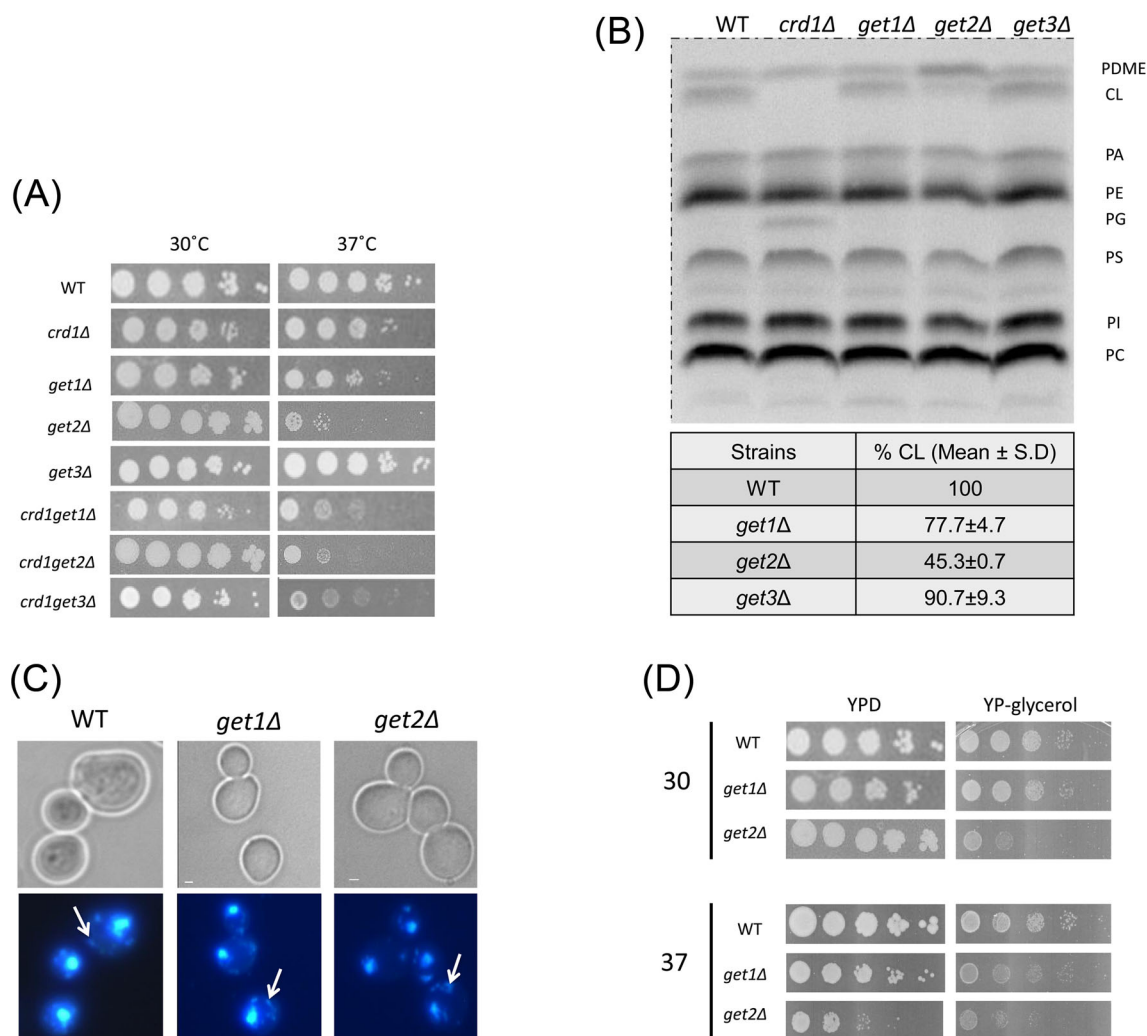 (A)
30˚C 37˚C
WT
crd1Δ
get1Δ
get2Δ
get3Δ
crd1get1Δ
crd1get2Δ
crd1get3Δ
(B)
WT crd1Δ get1Δ get2Δ get3Δ
PDME
CL
PA
PE
PG
PS
PI
PC
Strains % CL (Mean ± S.D)
WT 100
get1Δ 77.7±4.7
get2Δ 45.3±0.7
get3Δ 90.7±9.3
(C)
WT get1Δ get2Δ
(D)
YPD YP-glycerol
30
WT
get1Δ
get2Δ
37
WT
get1Δ
get2Δ